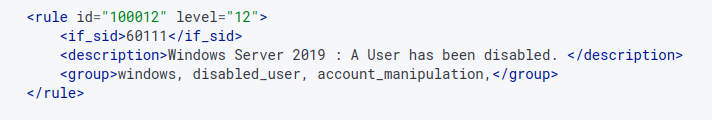 <rule id="100012" level="12">
<if_sid>60111</if_sid>
<description>Windows Server 2019 : A User has been disabled. </description>
<group>windows, disabled_user, account_manipulation,</group>
</rule>